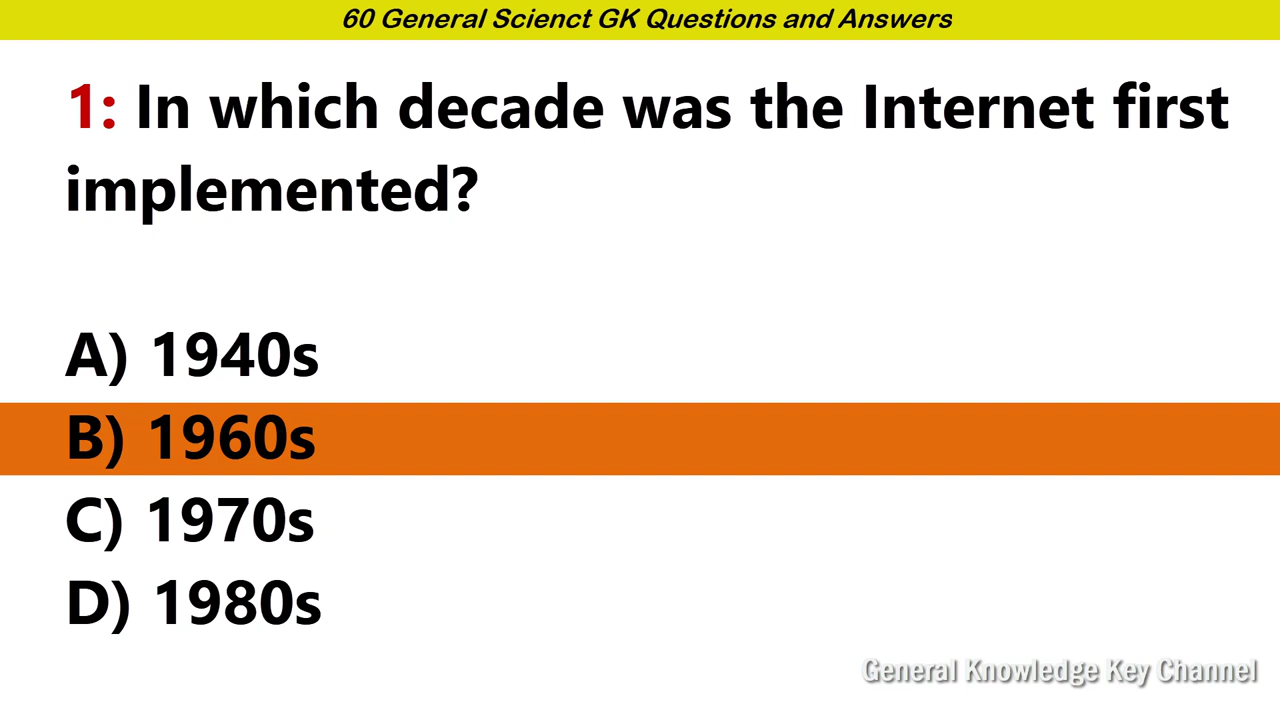 60 General Scienct GK Questions and Answers
1: In which decade was the Internet first
implemented?
A) 1940s
B) 1960s
C) 1970s
D) 1980s
General Knowledge Key Channel